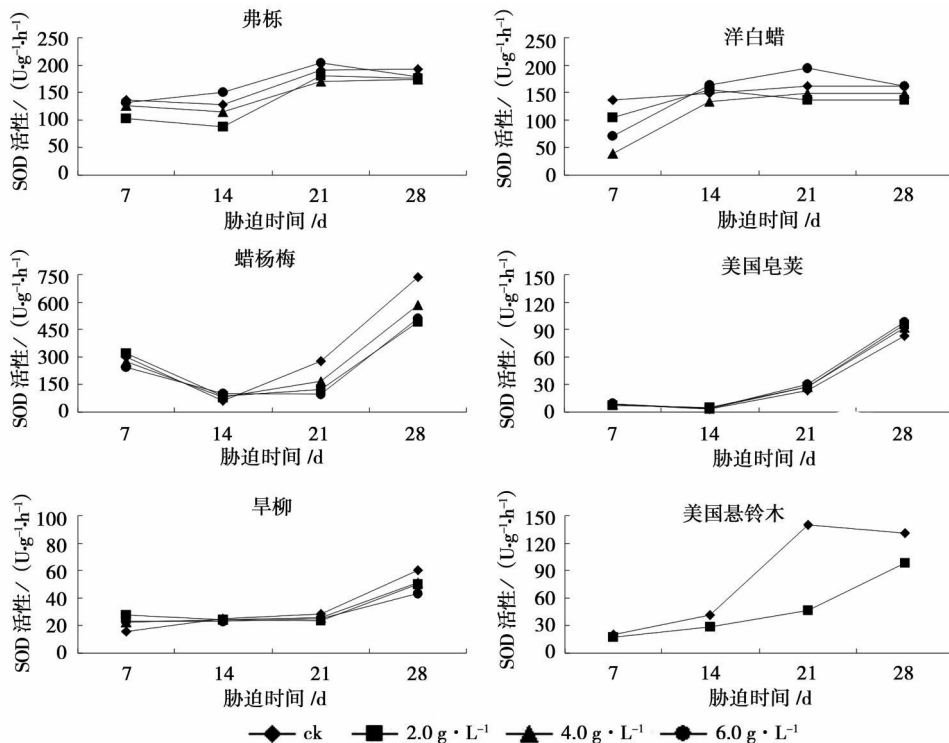 弗栎
SOD 活性/（U·g⁻¹·h⁻¹）
250
200
150
100
50
0
7 14 21 28
胁迫时间 /d
洋白蜡
SOD 活性/（U·g⁻¹·h⁻¹）
250
200
150
100
50
0
7 14 21 28
胁迫时间 /d
蜡杨梅
SOD 活性/（U·g⁻¹·h⁻¹）
750
600
450
300
150
0
7 14 21 28
胁迫时间 /d
美国皂荚
SOD 活性/（U·g⁻¹·h⁻¹）
150
120
90
60
30
0
7 14 21 28
胁迫时间 /d
旱柳
SOD 活性/（U·g⁻¹·h⁻¹）
100
80
60
40
20
0
7 14 21 28
胁迫时间 /d
美国悬铃木
SOD 活性/（U·g⁻¹·h⁻¹）
150
120
90
60
30
0
7 14 21 28
胁迫时间 /d
ck 2.0 g · L⁻¹ 4.0 g · L⁻¹ 6.0 g · L⁻¹